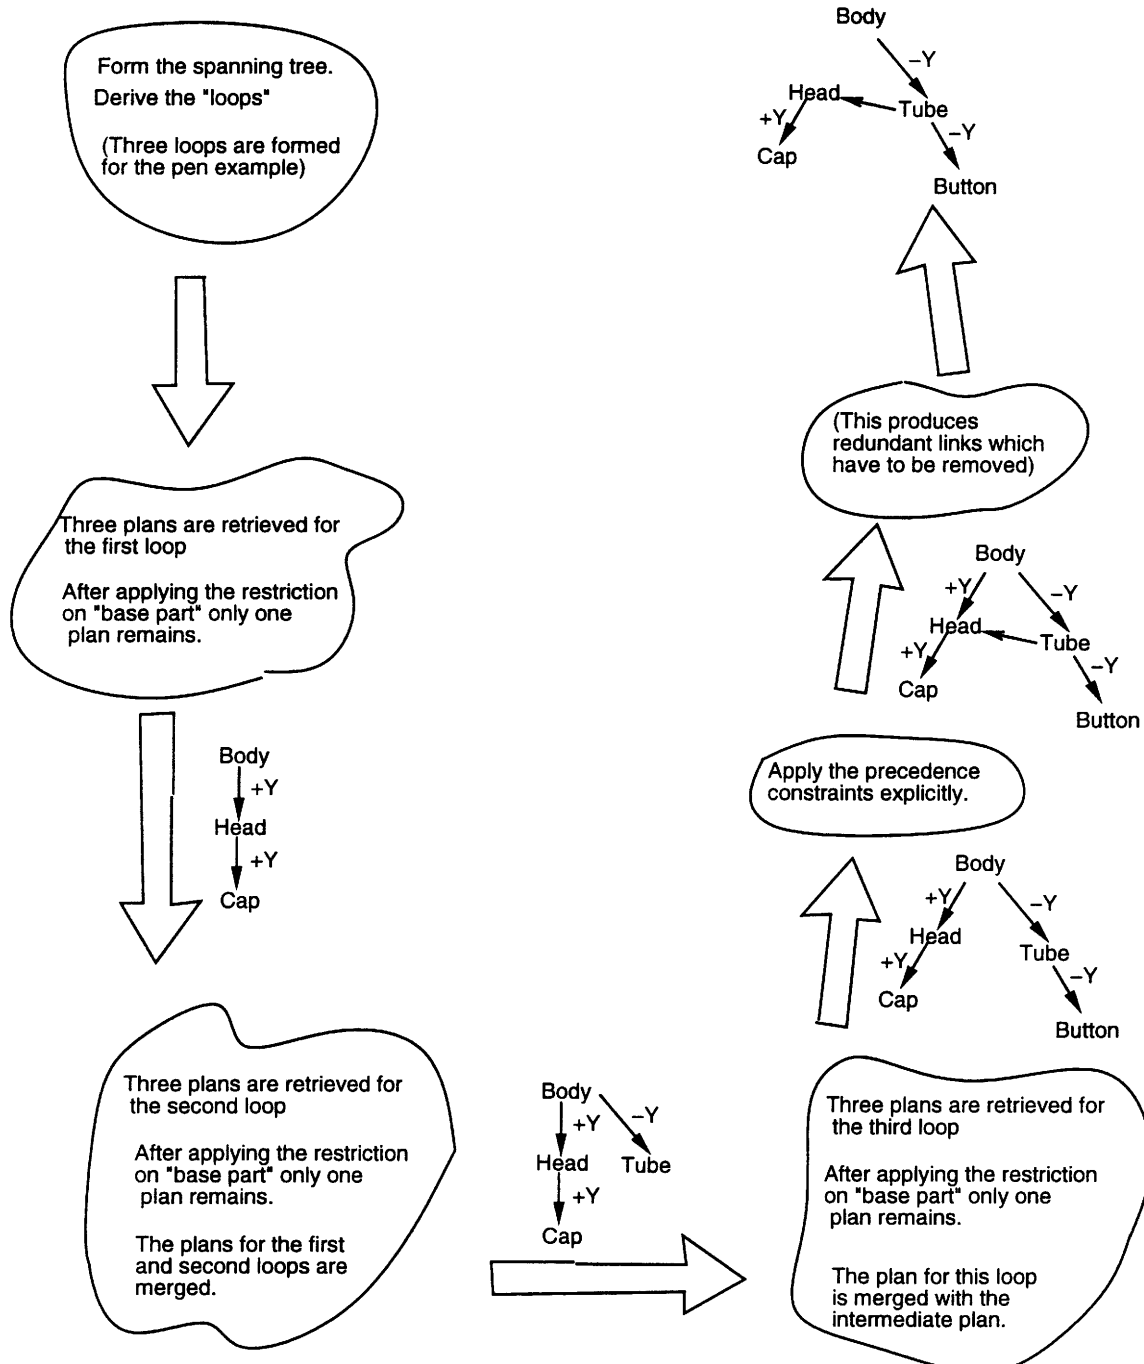 Form the spanning tree.
Derive the "loops"
(Three loops are formed
for the pen example)
Three plans are retrieved for
the first loop
After applying the restriction
on "base part" only one
plan remains.
Body
+Y
Head
+Y
Cap
Three plans are retrieved for
the second loop
After applying the restriction
on "base part" only one
plan remains.
The plans for the first
and second loops are
merged.
Body
+Y
-Y
Head
Tube
+Y
Cap
Three plans are retrieved for
the third loop
After applying the restriction
on "base part" only one
plan remains.
The plan for this loop
is merged with the
intermediate plan.
Body
+Y
-Y
Head
Tube
+Y
-Y
Cap
Button
Apply the precedence
constraints explicitly.
Body
+Y
-Y
Head
Tube
+Y
-Y
Cap
Button
(This produces
redundant links which
have to be removed)
Body
-Y
Head
Tube
+Y
-Y
Cap
Button